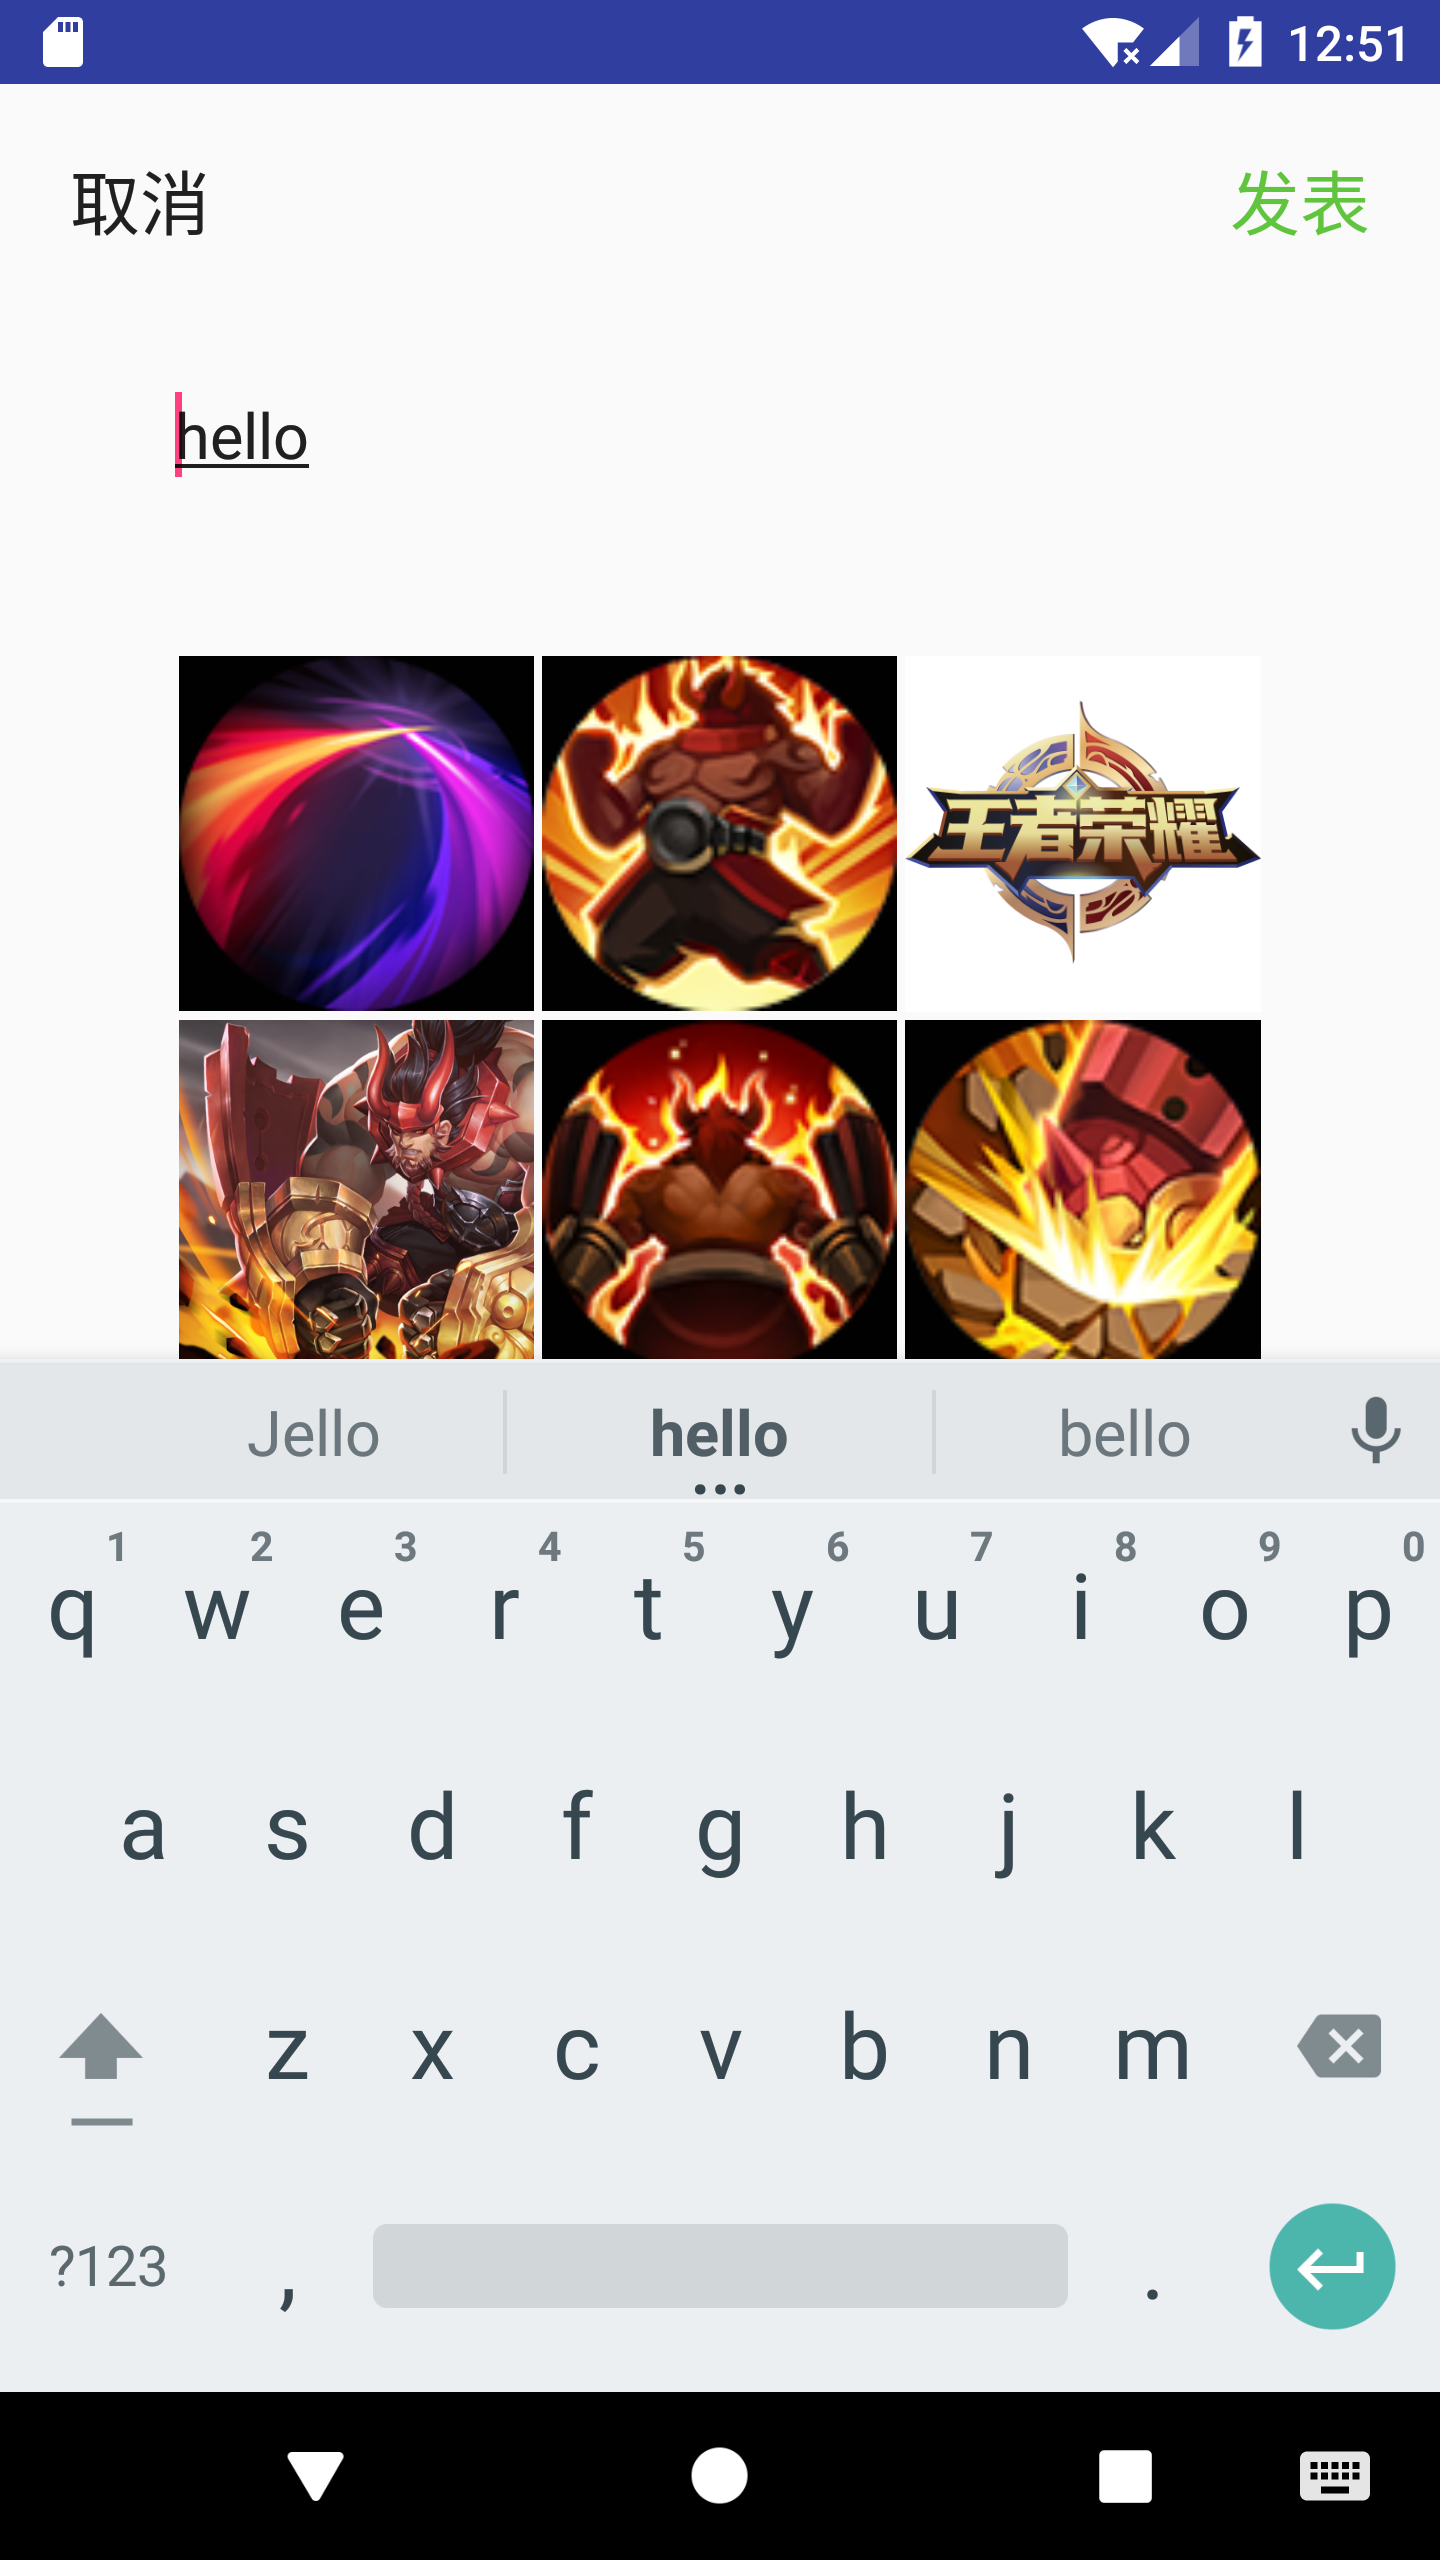 12:51
取消 发表
hello
王者荣耀
Jello hello bello
1 2 3 4 5 6 7 8 9 0
q w e r t y u i o p
a s d f g h j k l
z x c v b n m
?123 , .